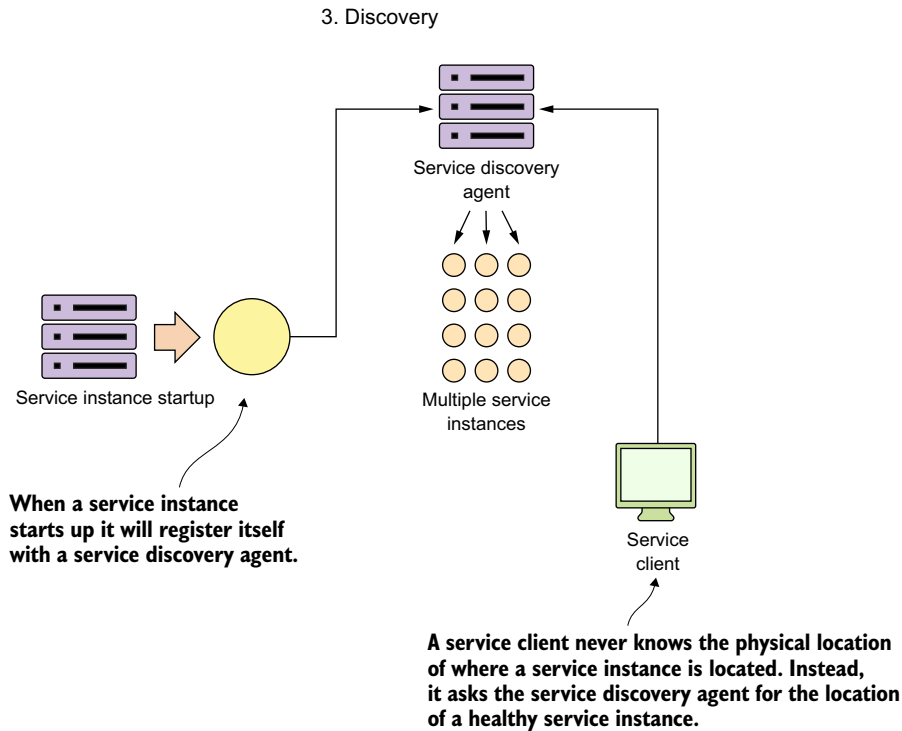 3. Discovery
Service discovery
agent
Service instance startup
Multiple service
instances
When a service instance
starts up it will register itself
with a service discovery agent.
Service
client
A service client never knows the physical location
of where a service instance is located. Instead,
it asks the service discovery agent for the location
of a healthy service instance.